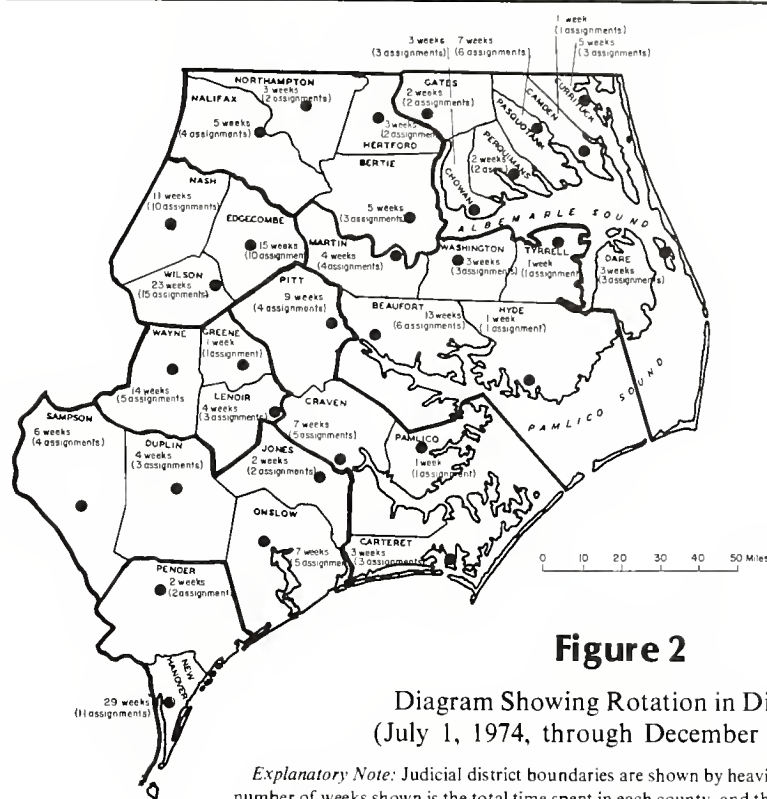 1 week
(1 assignments)
3 weeks
(3 assignments)
7 weeks
(6 assignments)
5 weeks
(3 assignments)
NORTHAMPTON
3 weeks
(2 assignments)
GATES
2 weeks
(2 assignments)
CURRITUCK
CAMDEN
PASQUOTANK
HALIFAX
5 weeks
(4 assignments)
3 weeks
(2 assignmen
HERTFORD
PERQUIMANS
2 weeks
(2 ass
CHOWAN
BERTIE
5 weeks
(3 assignments)
NASH
11 weeks
(10 assignments)
EDGECOMBE
15 weeks
(10 assignmen
ALBEMARLE SOUND
MARTIN
4 weeks
(4 assignments)
WASHINGTON
3 weeks
(3 assignments)
TYRRELL
1 week
(1 assignment
DARE
3 weeks
(3 assignments)
WILSON
23 weeks
(15 assignments)
PITT
9 weeks
(4 assignments)
BEAUFORT
13 weeks
(6 assignments)
HYDE
1 week
(1 assignment)
WAYNE
14 weeks
(5 assignments
GREENE
1 week
(1 assignment)
LENOIR
4 weeks
(3 assignments)
CRAVEN
7 weeks
(5 assignments)
PAMLICO SOUND
SAMPSON
6 weeks
(4 assignments)
DUPLIN
4 weeks
(3 assignments)
JONES
2 weeks
(2 assignments)
PAMLICO
1 week
(1 assignment)
ONSLOW
7 weeks
5 assignmen
CARTERET
3 weeks
(3 assignments)
PENDER
2 weeks
(2 assignment
NEW HANOVER
29 weeks
(11 assignments)
0 10 20 30 40 50 Miles
Figure 2
Diagram Showing Rotation in Di
(July 1, 1974, through December
Explanatory Note: Judicial district boundaries are shown by heavi
number of weeks shown is the total time spent in each county, and th